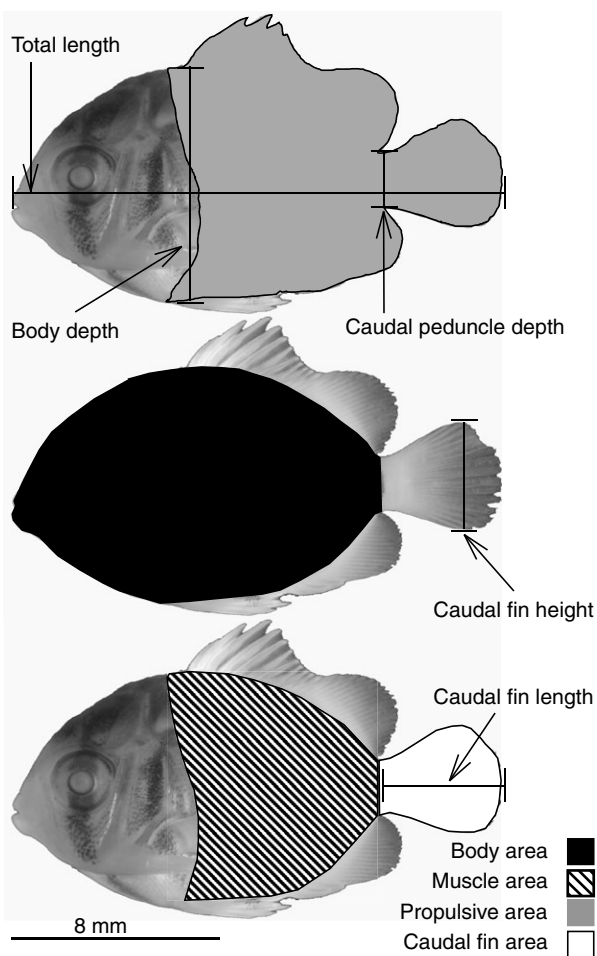 Total length
Body depth
Caudal peduncle depth
Caudal fin height
Caudal fin length
Body area
Muscle area
Propulsive area
Caudal fin area
8 mm